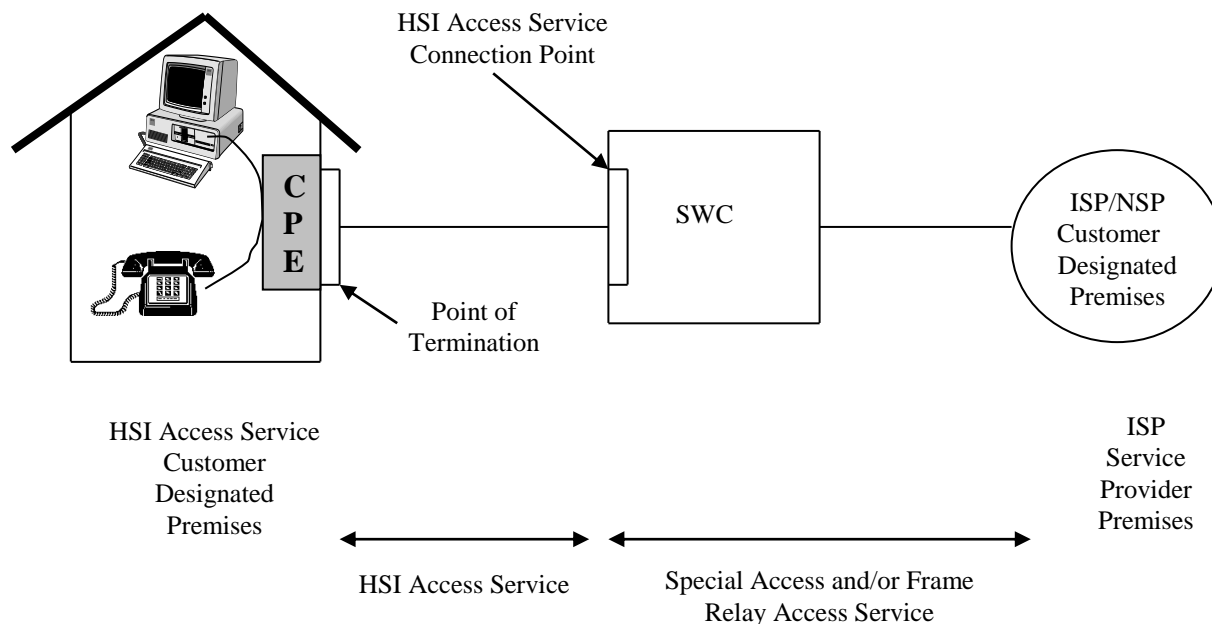 HSI Access Service
Connection Point
C
P
E
SWC
ISP/NSP
Customer
Designated
Premises
Point of
Termination
HSI Access Service
Customer
Designated
Premises
ISP
Service
Provider
Premises
HSI Access Service
Special Access and/or Frame
Relay Access Service